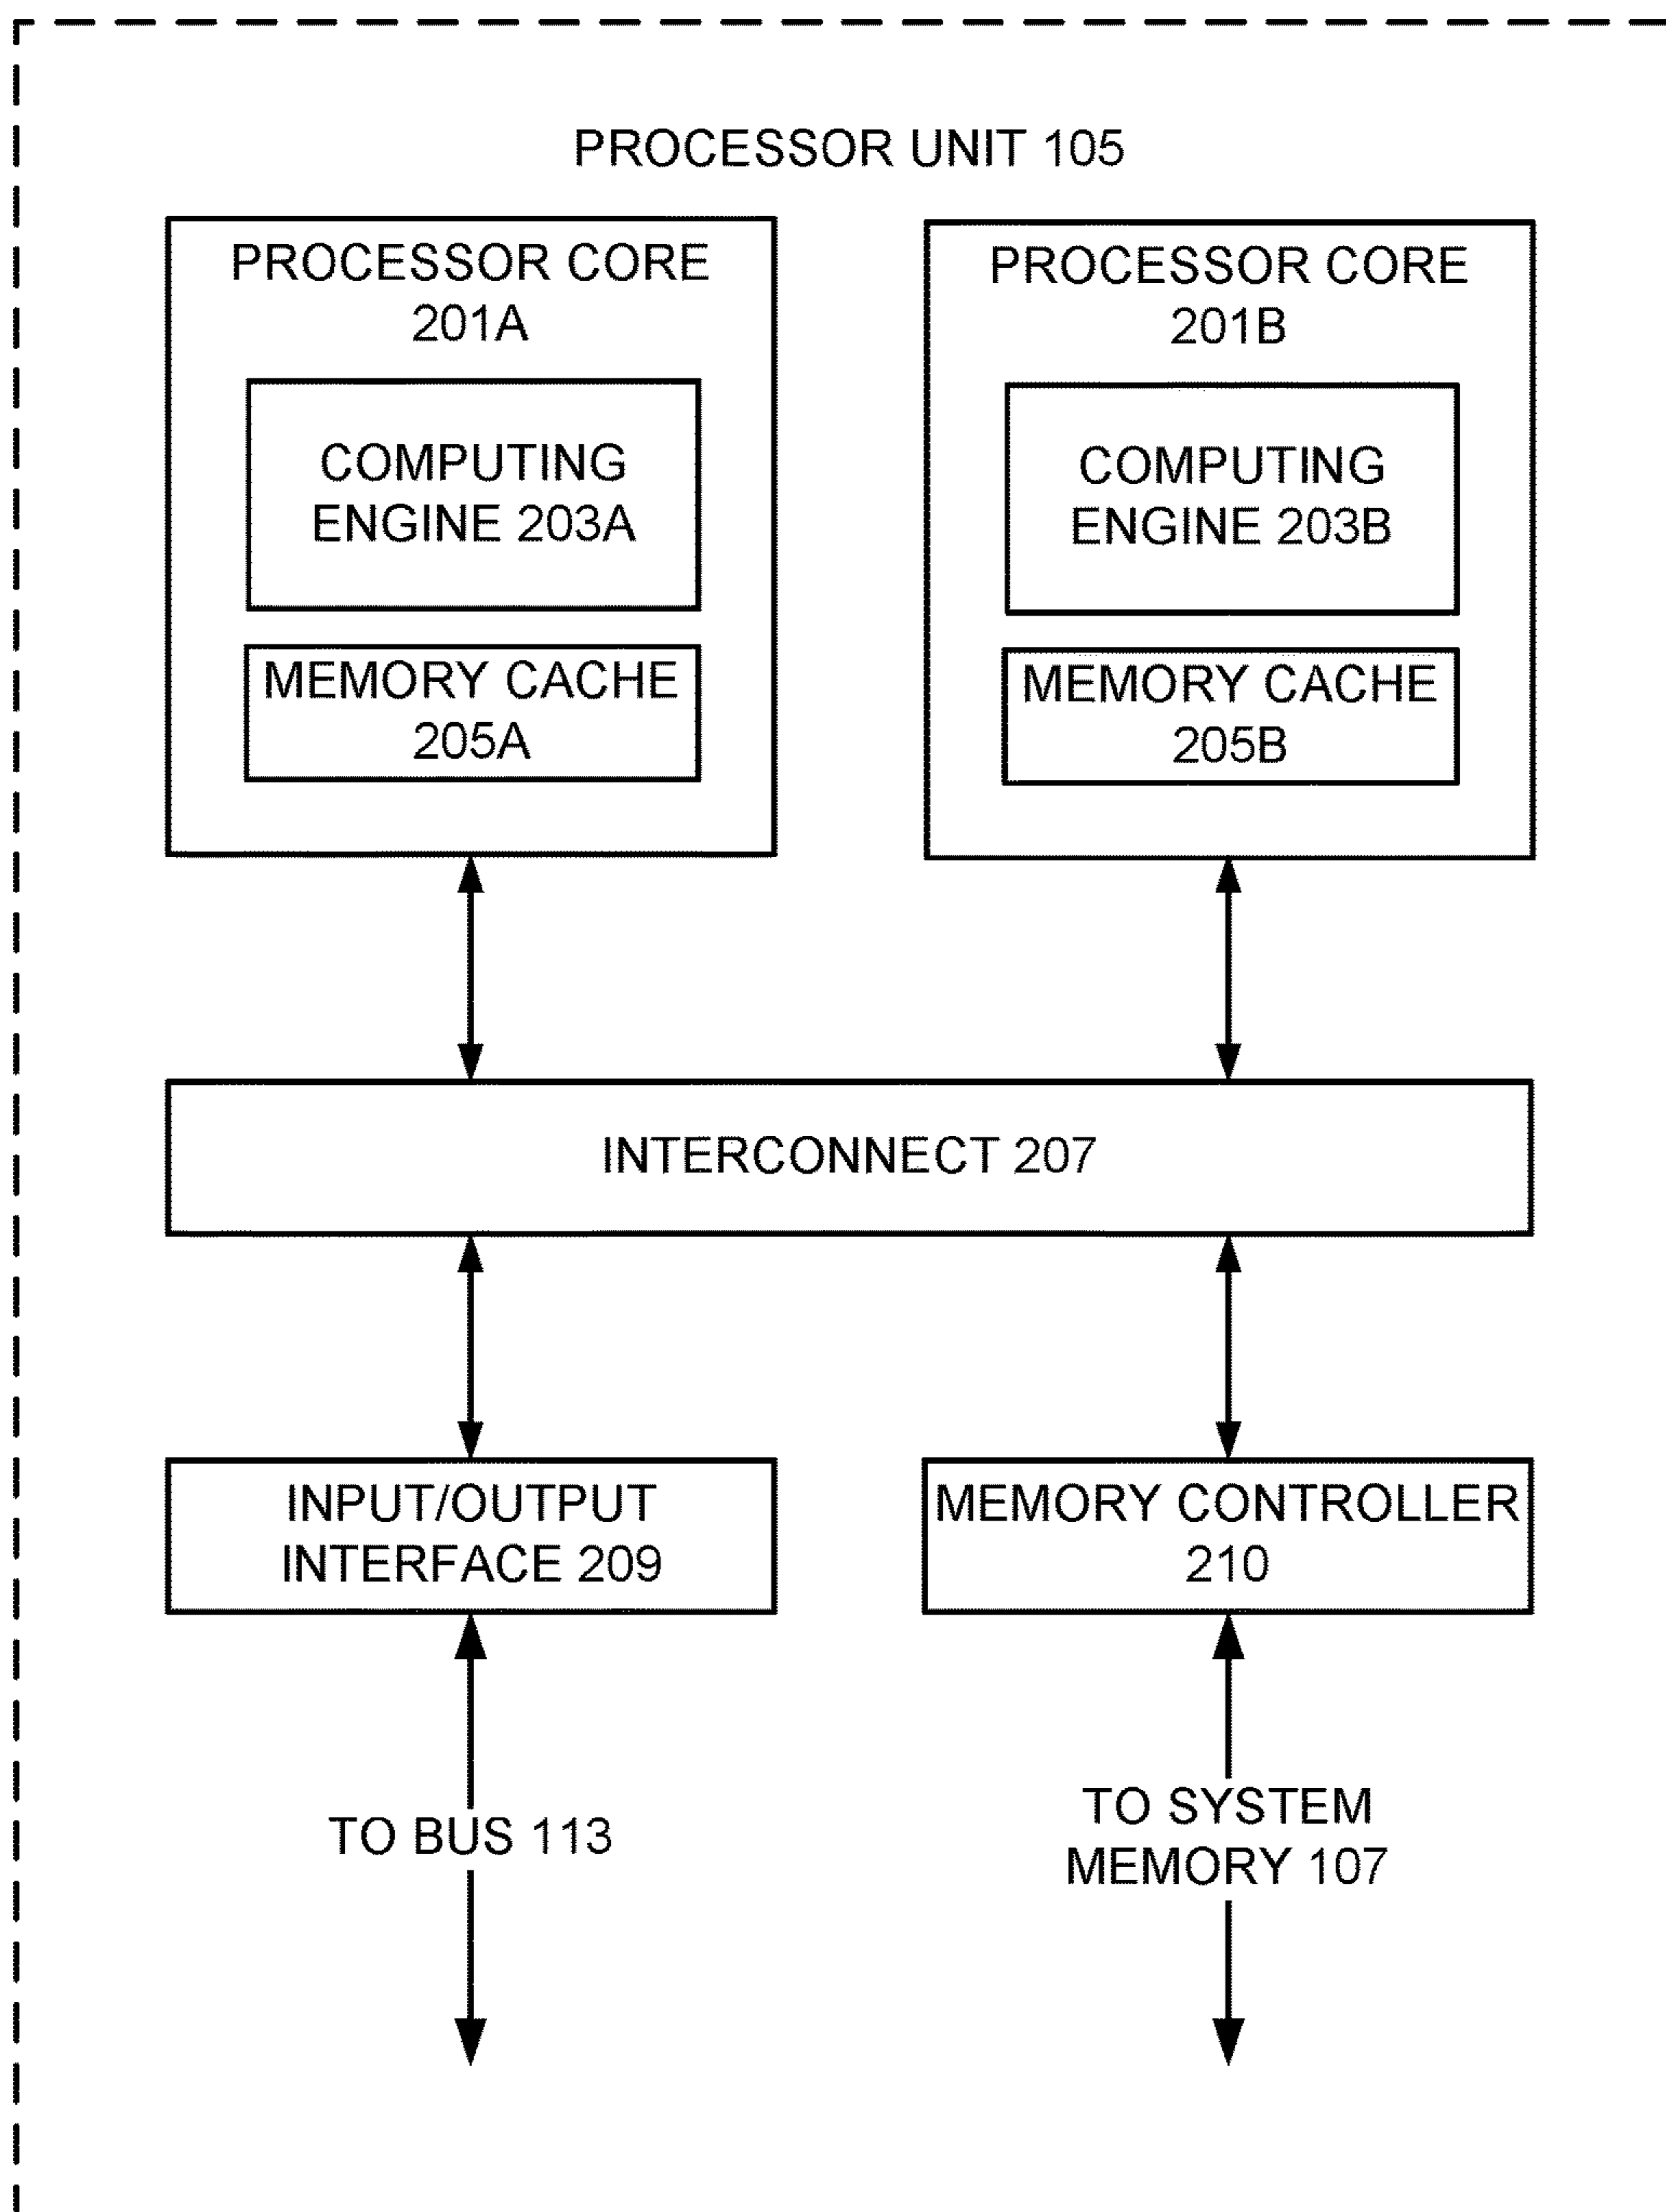 PROCESSOR UNIT 105
PROCESSOR CORE
201A
COMPUTING
ENGINE 203A
MEMORY CACHE
205A
PROCESSOR CORE
201B
COMPUTING
ENGINE 203B
MEMORY CACHE
205B
INTERCONNECT 207
INPUT/OUTPUT
INTERFACE 209
MEMORY CONTROLLER
210
TO BUS 113
TO SYSTEM
MEMORY 107